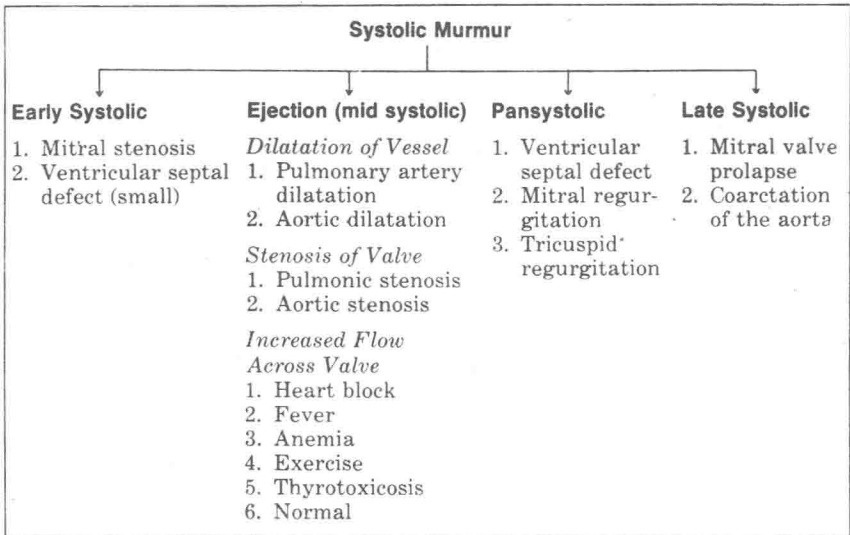 Systolic Murmur
Early Systolic
1. Mitral stenosis
2. Ventricular septal
defect (small)
Ejection (mid systolic)
Dilatation of Vessel
1. Pulmonary artery
dilatation
2. Aortic dilatation
Stenosis of Valve
1. Pulmonic stenosis
2. Aortic stenosis
Increased Flow
Across Valve
1. Heart block
2. Fever
3. Anemia
4. Exercise
5. Thyrotoxicosis
6. Normal
Pansystolic
1. Ventricular
septal defect
2. Mitral regur-
gitation
3. Tricuspid
regurgitation
Late Systolic
1. Mitral valve
prolapse
2. Coarctation
of the aorta